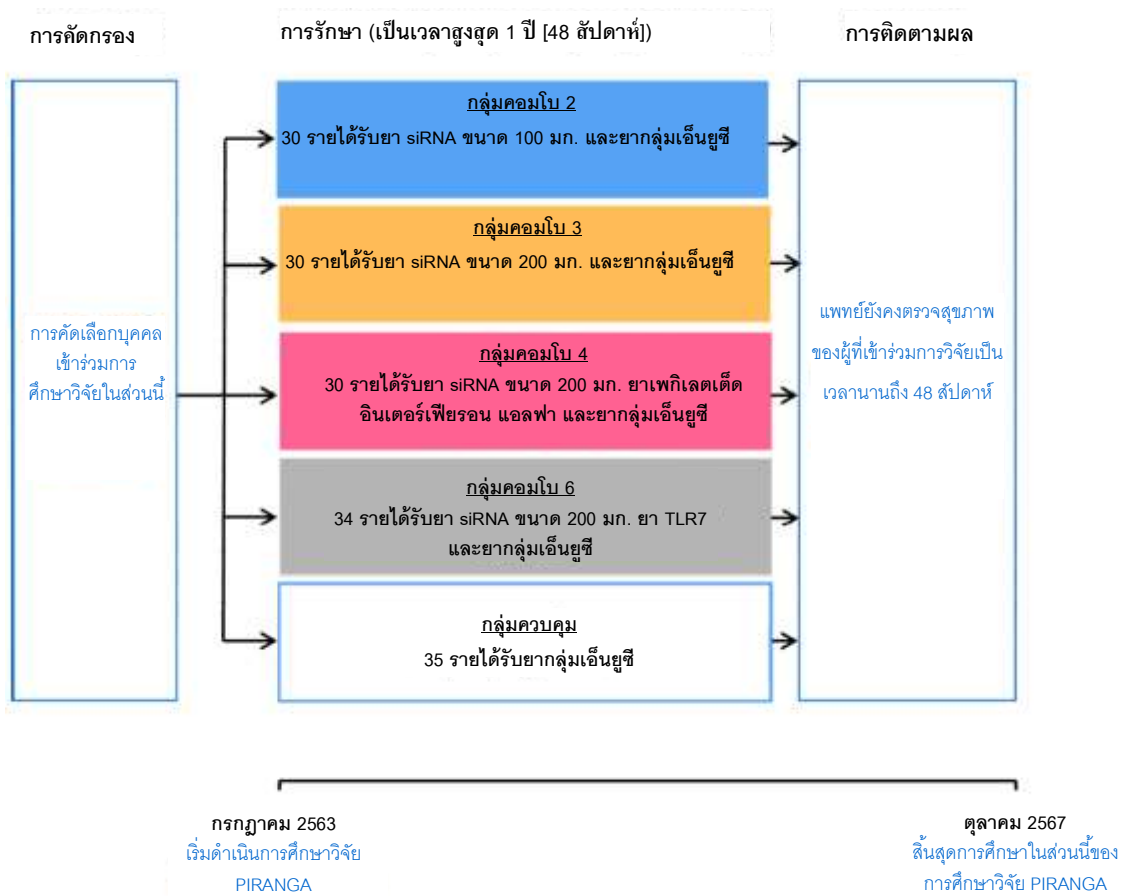 การคัดกรอง
การรักษา (เป็นเวลาสูงสุด 1 ปี [48 สัปดาห์])
การติดตามผล
การคัดเลือกบุคคล
เข้าร่วมการ
ศึกษาวิจัยในส่วนนี้
กลุ่มคอมโบ 2
30 รายได้รับยา siRNA ขนาด 100 มก. และยากลุ่มเอ็นยูซี
กลุ่มคอมโบ 3
30 รายได้รับยา siRNA ขนาด 200 มก. และยากลุ่มเอ็นยูซี
กลุ่มคอมโบ 4
30 รายได้รับยา siRNA ขนาด 200 มก. ยาเพกิเลตเต็ด
อินเตอร์เฟียรอน แอลฟา และยากลุ่มเอ็นยูซี
กลุ่มคอมโบ 6
34 รายได้รับยา siRNA ขนาด 200 มก. ยา TLR7
และยากลุ่มเอ็นยูซี
กลุ่มควบคุม
35 รายได้รับยากลุ่มเอ็นยูซี
แพทย์ยังคงตรวจสุขภาพ
ของผู้ที่เข้าร่วมการวิจัยเป็น
เวลานานถึง 48 สัปดาห์
กรกฎาคม 2563
เริ่มดำเนินการศึกษาวิจัย
PIRANGA
ตุลาคม 2567
สิ้นสุดการศึกษาในส่วนนี้ของ
การศึกษาวิจัย PIRANGA